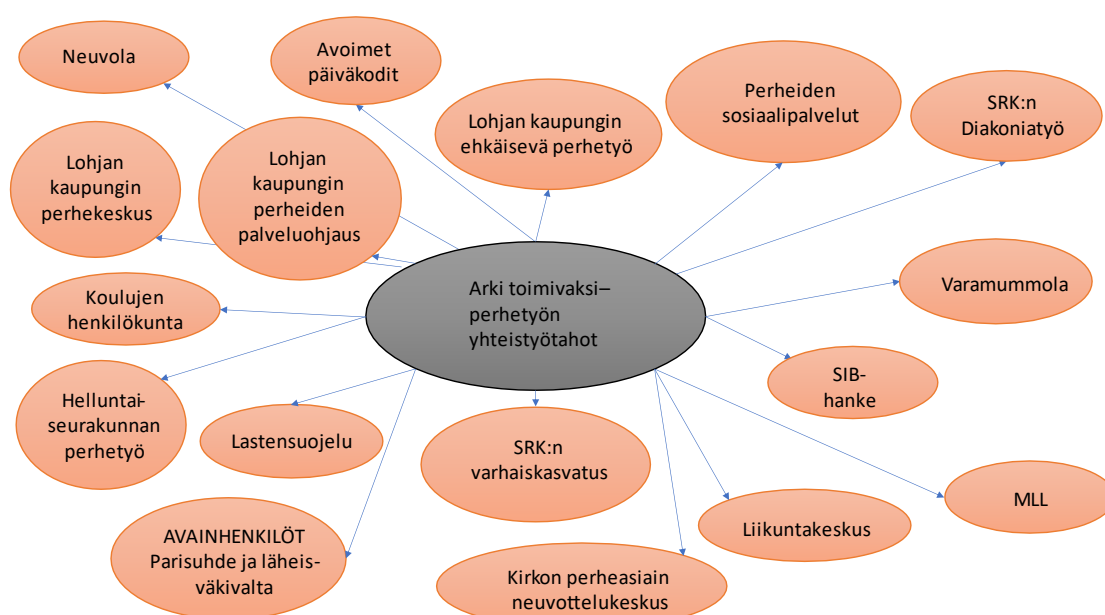 Neuvola
Avoimet
päiväkodit
Lohjan kaupungin
ehkäisevä perhetyö
Perheiden
sosiaalipalvelut
SRK:n
Diakoniatyö
Lohjan
kaupungin
perhekeskus
Lohjan
kaupungin
perheiden
palveluohjaus
Arki toimivaksi–
perhetyön
yhteistyötahot
Varamummola
Koulujen
henkilökunta
SIB-
hanke
Helluntai-
seurakunnan
perhetyö
Lastensuojelu
SRK:n
varhaiskasvatus
MLL
Liikuntakeskus
AVAINHENKILÖT
Parisuhde ja läheis-
väkivalta
Kirkon perheasiain
neuvottelukeskus